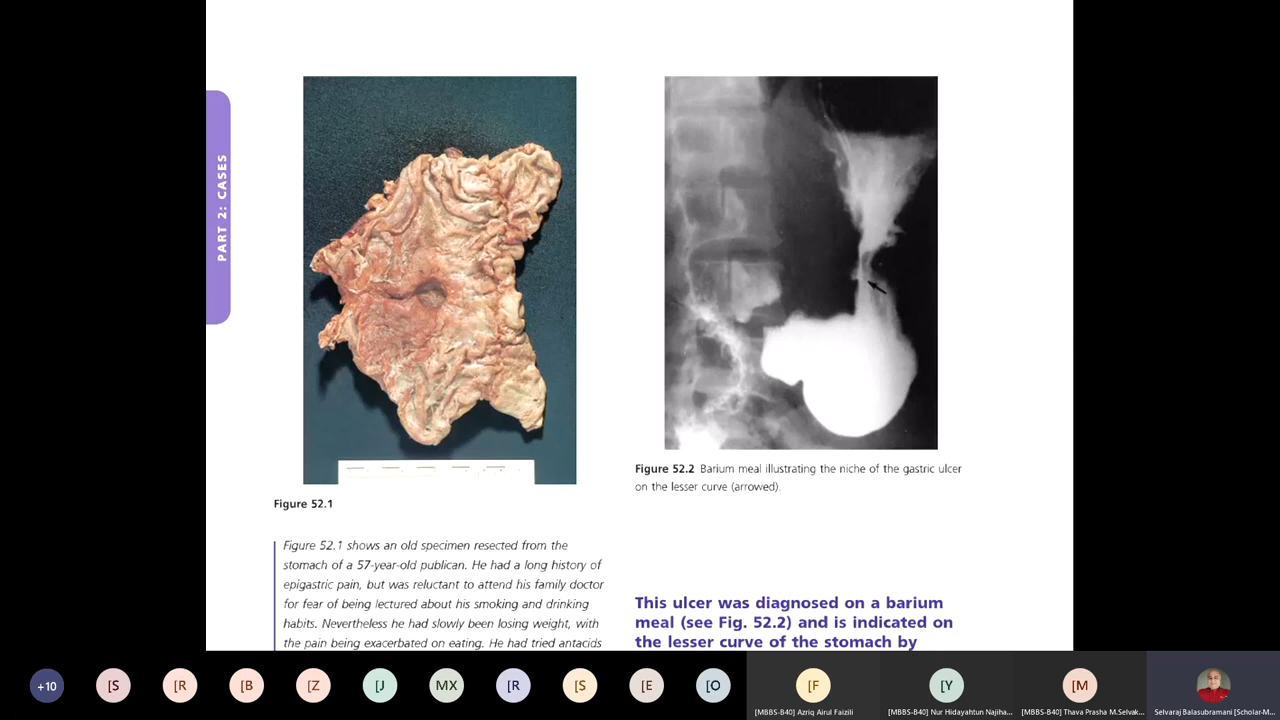 PART 2: CASES
Figure 52.1
Figure 52.2 Barium meal illustrating the niche of the gastric ulcer
on the lesser curve (arrowed).
Figure 52.1 shows an old specimen resected from the
stomach of a 57-year-old publican. He had a long history of
epigastric pain, but was reluctant to attend his family doctor
for fear of being lectured about his smoking and drinking
habits. Nevertheless he had slowly been losing weight, with
the pain being exacerbated on eating. He had tried antacids
This ulcer was diagnosed on a barium
meal (see Fig. 52.2) and is indicated on
the lesser curve of the stomach by
+10
[S
[R
[B
[Z
[J
MX
[R
[S
[E
[O
[F
[Y
[M
[MBBS-B40] Azriq Airul Faizili
[MBBS-B40] Nur Hidayahtun Najiha...
[MBBS-B40] Thava Prasha M.Selvak...
Selvaraj Balasubramani [Scholar-M...